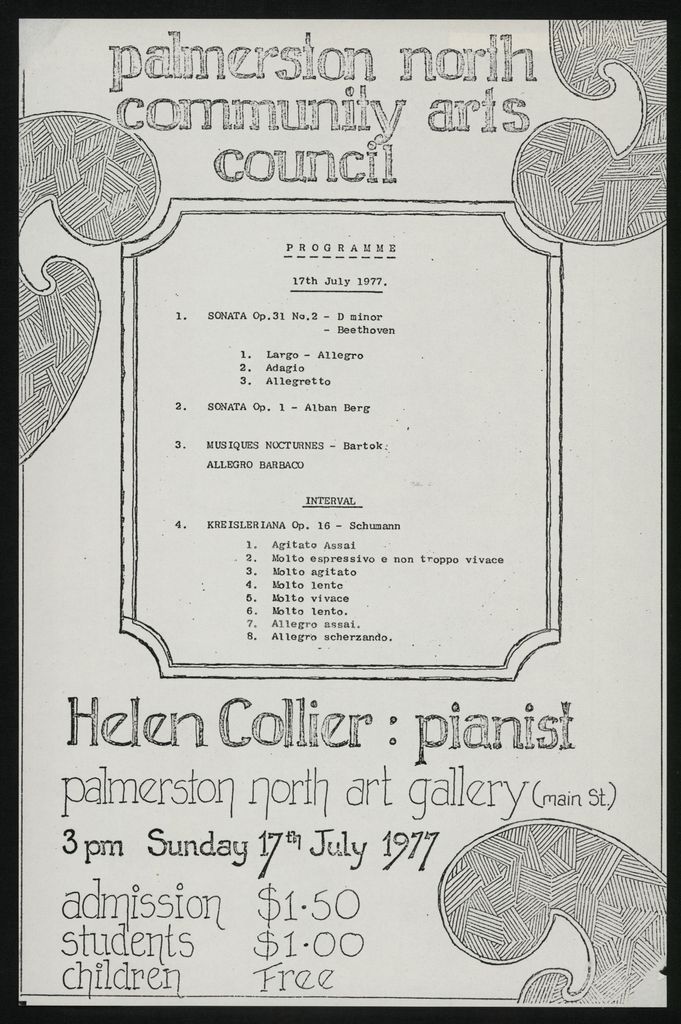 palmerston north
community arts
council
PROGRAMME
17th July 1977.
1. SONATA Op.31 No.2 - D minor
- Beethoven
1. Largo - Allegro
2. Adagio
3. Allegretto
2. SONATA Op. 1 - Alban Berg
3. MUSIQUES NOCTURNES - Bartok.
ALLEGRO BARBACO
INTERVAL
4. KREISLERIANA Op. 16 - Schumann
1. Agitato Assai
2. Molto espressivo e non troppo vivace
3. Molto agitato
4. Molto lento
5. Molto vivace
6. Molto lento.
7. Allegro assai.
8. Allegro scherzando.
Helen Collier : pianist
palmerston north art gallery (main St.)
3 pm Sunday 17th July 1977
admission $1.50
students $1.00
children Free